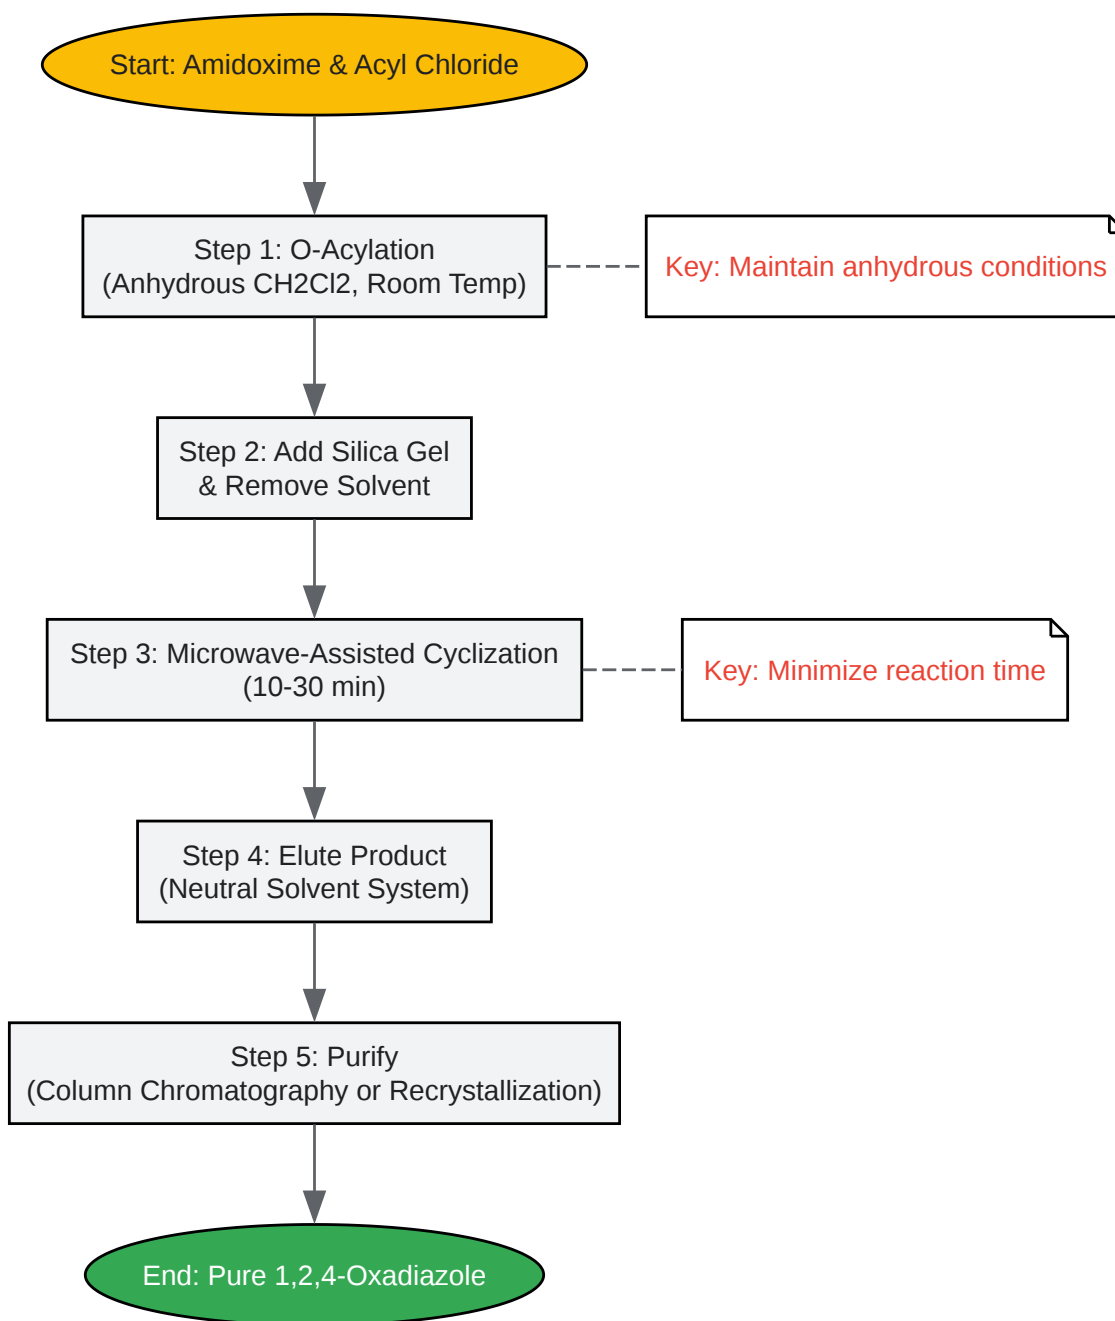 Start: Amidoxime & Acyl Chloride
Step 1: O-Acylation
(Anhydrous CH2Cl2, Room Temp)
Key: Maintain anhydrous conditions
Step 2: Add Silica Gel
& Remove Solvent
Step 3: Microwave-Assisted Cyclization
(10-30 min)
Key: Minimize reaction time
Step 4: Elute Product
(Neutral Solvent System)
Step 5: Purify
(Column Chromatography or Recrystallization)
End: Pure 1,2,4-Oxadiazole